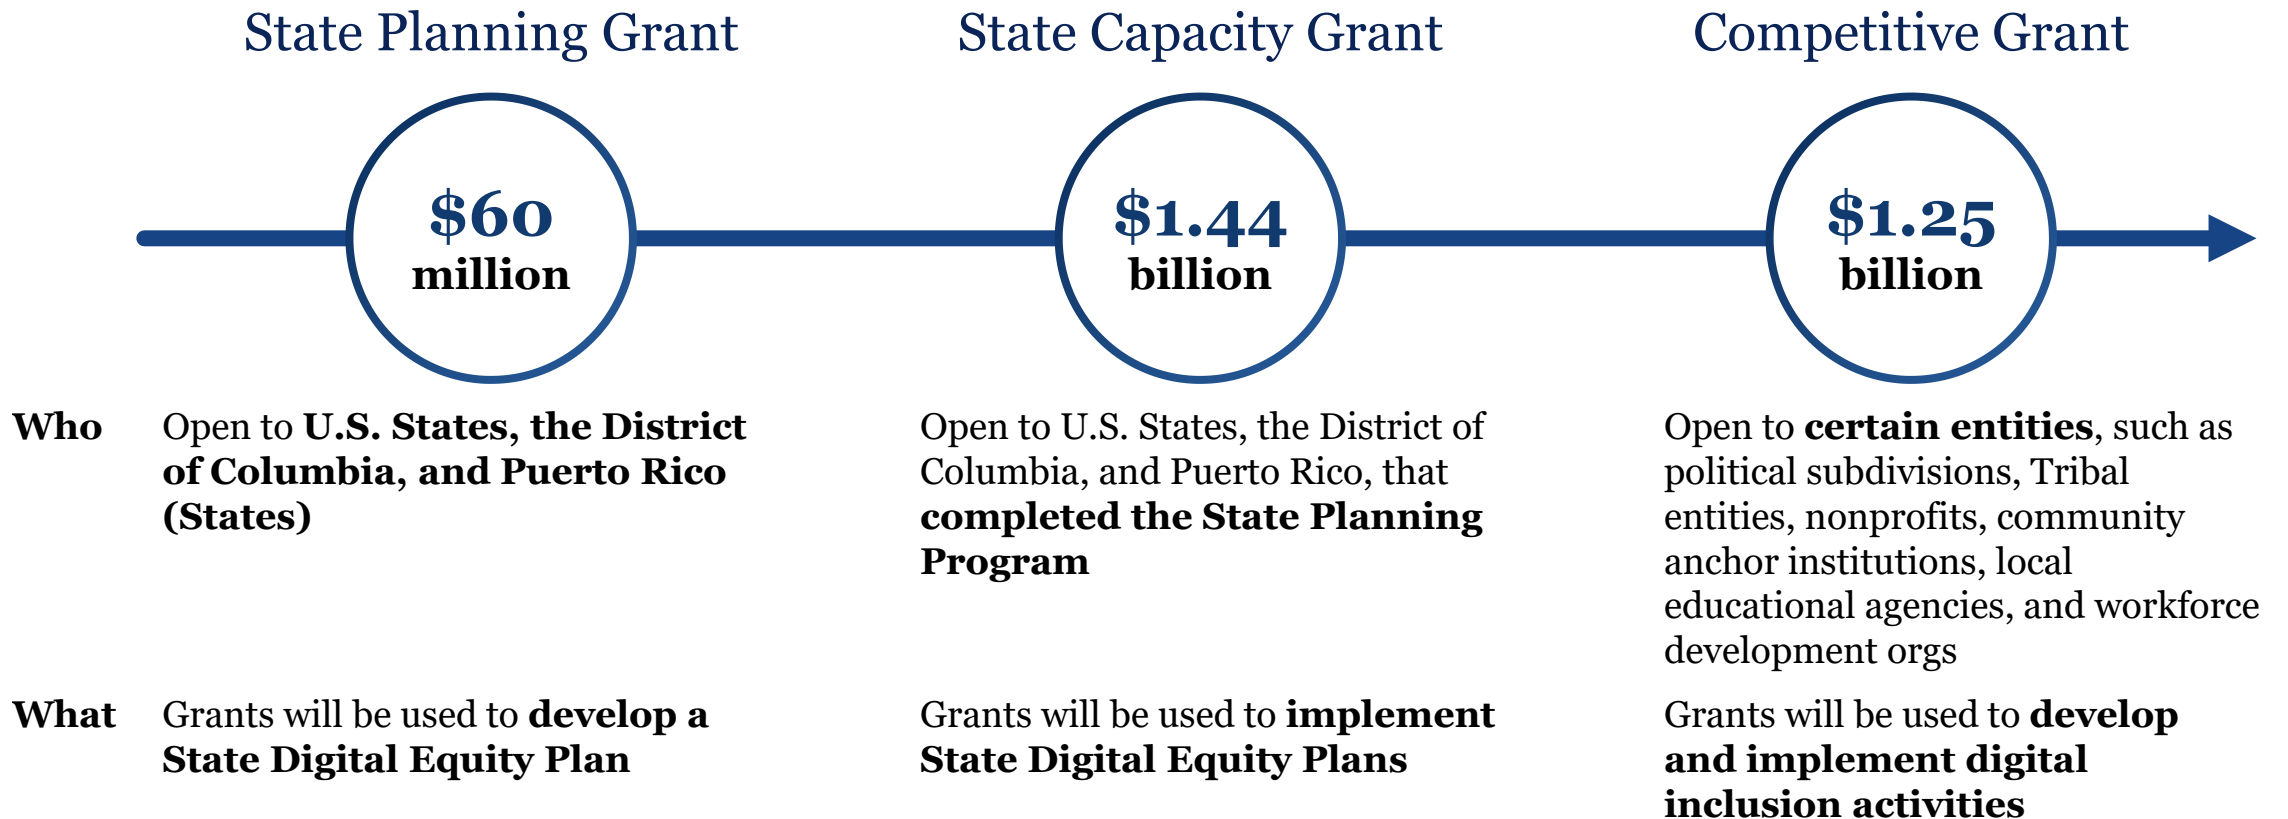 State Planning Grant
State Capacity Grant
Competitive Grant
$60
million
$1.44
billion
$1.25
billion
Who
Open to U.S. States, the District
of Columbia, and Puerto Rico
(States)
Open to U.S. States, the District of
Columbia, and Puerto Rico, that
completed the State Planning
Program
Open to certain entities, such as
political subdivisions, Tribal
entities, nonprofits, community
anchor institutions, local
educational agencies, and workforce
development orgs
What
Grants will be used to develop a
State Digital Equity Plan
Grants will be used to implement
State Digital Equity Plans
Grants will be used to develop
and implement digital
inclusion activities